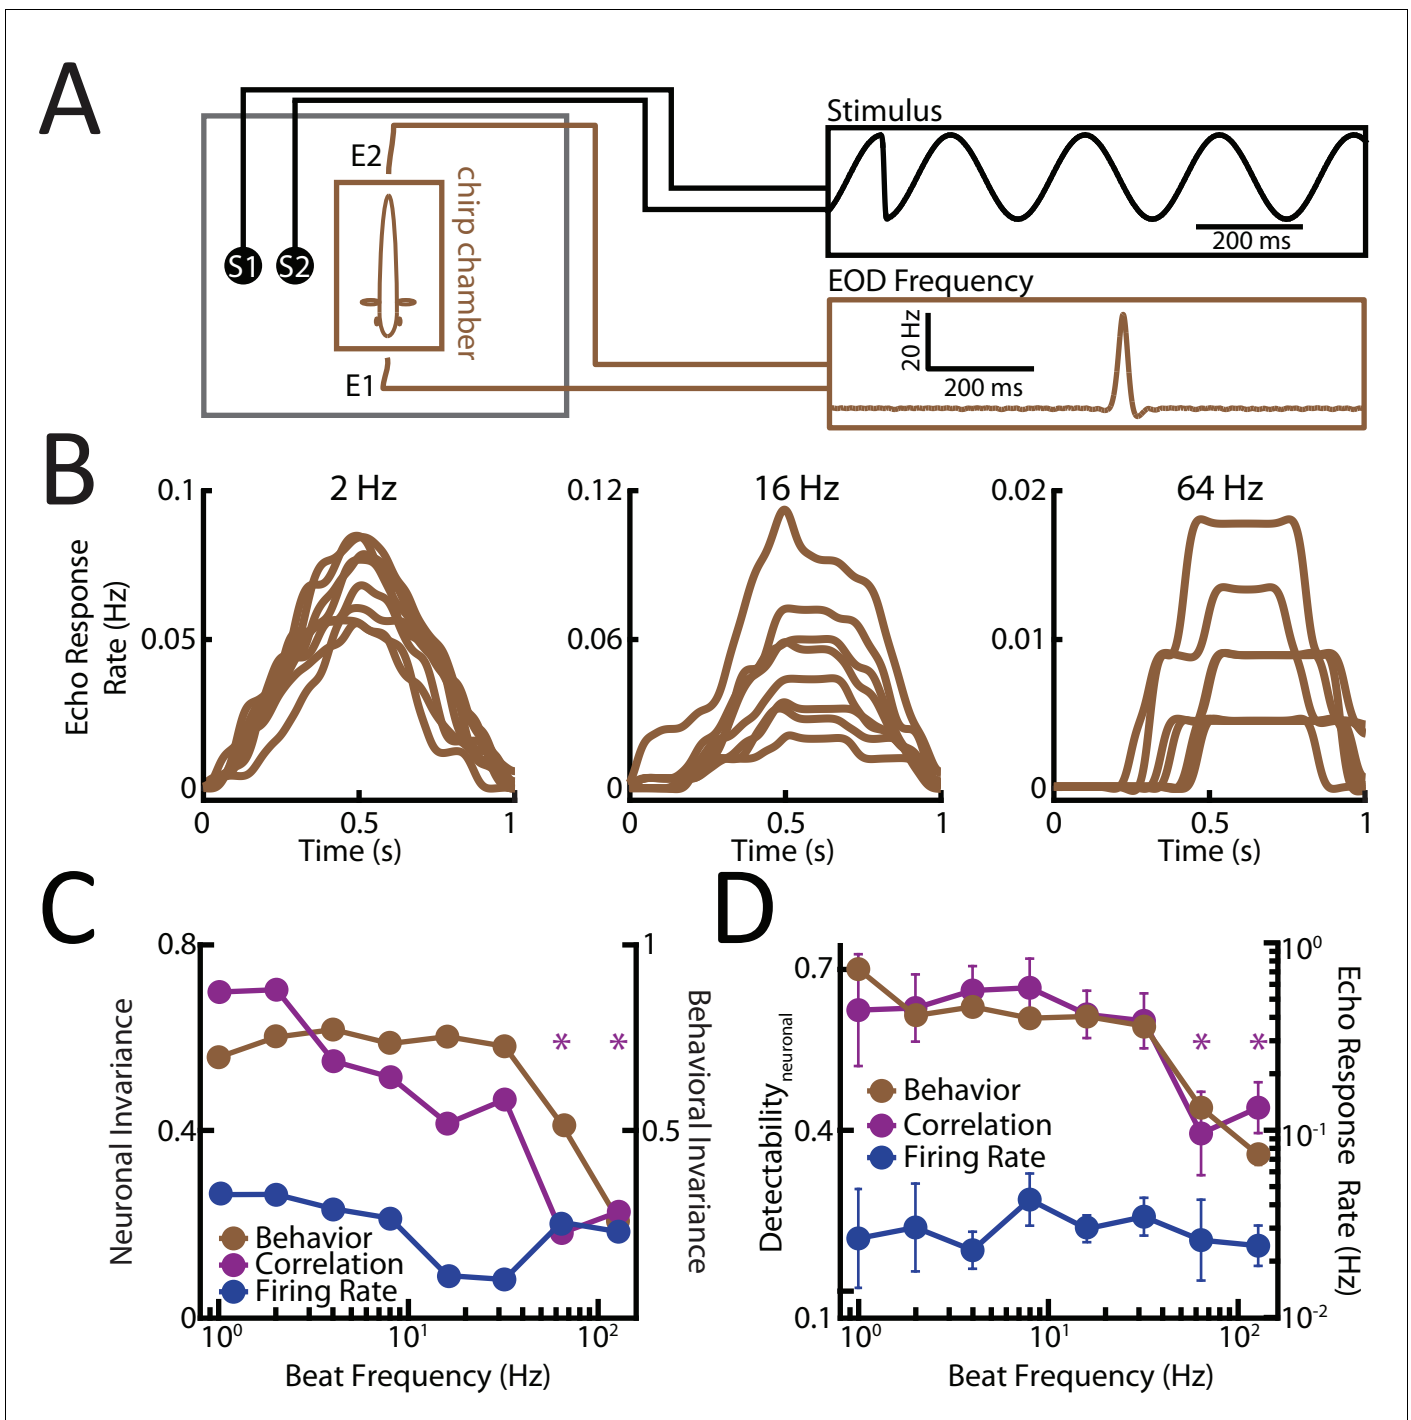 A
E2
chirp chamber
S1
S2
E1
Stimulus
200 ms
EOD Frequency
20 Hz
200 ms
B
2 Hz
16 Hz
64 Hz
Echo Response
Rate (Hz)
0.1
0.05
0
0
0.5
1
Time (s)
0.12
0.06
0
0
0.5
1
Time (s)
0.02
0.01
0
0
0.5
1
Time (s)
C
Neuronal Invariance
0.8
0.4
0
1
0.5
Behavioral Invariance
*
*
Behavior
Correlation
Firing Rate
10⁰
10¹
10²
Beat Frequency (Hz)
D
Detectability neuronal
0.7
0.4
0.1
10⁰
10⁻¹
10⁻²
Echo Response Rate (Hz)
*
*
Behavior
Correlation
Firing Rate
10⁰
10¹
10²
Beat Frequency (Hz)